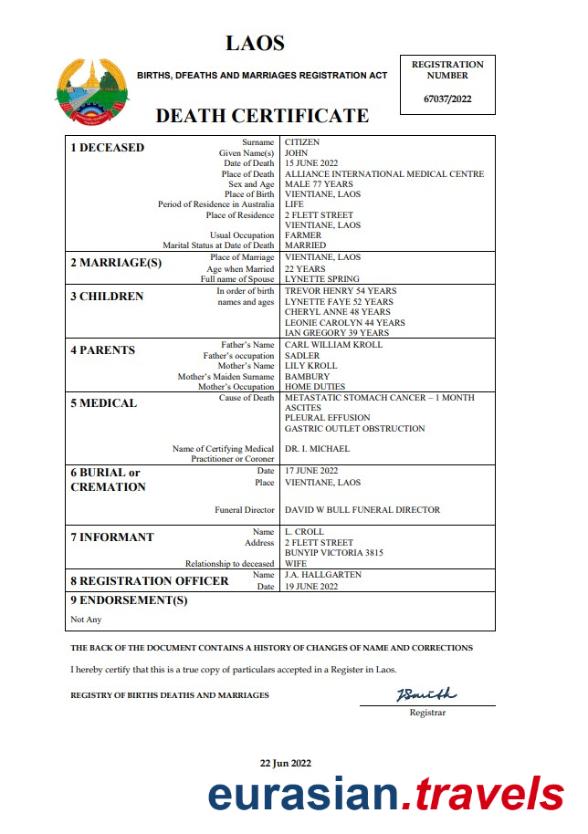 LAOS
BIRTHS, DFEATHS AND MARRIAGES REGISTRATION ACT
REGISTRATION
NUMBER
67037/2022
DEATH CERTIFICATE
1 DECEASED
Surname CITIZEN
Given Name(s) JOHN
Date of Death 15 JUNE 2022
Place of Death ALLIANCE INTERNATIONAL MEDICAL CENTRE
Sex and Age MALE 77 YEARS
Place of Birth VIENTIANE, LAOS
Period of Residence in Australia LIFE
Place of Residence 2 FLETT STREET
VIENTIANE, LAOS
Usual Occupation FARMER
Marital Status at Date of Death MARRIED
2 MARRIAGE(S)
Place of Marriage VIENTIANE, LAOS
Age when Married 22 YEARS
Full name of Spouse LYNETTE SPRING
3 CHILDREN
In order of birth TREVOR HENRY 54 YEARS
names and ages LYNETTE FAYE 52 YEARS
CHERYL ANNE 48 YEARS
LEONIE CAROLYN 44 YEARS
IAN GREGORY 39 YEARS
4 PARENTS
Father's Name CARL WILLIAM KROLL
Father's occupation SADLER
Mother's Name LILY KROLL
Mother's Maiden Surname BAMBURY
Mother's Occupation HOME DUTIES
5 MEDICAL
Cause of Death METASTATIC STOMACH CANCER – 1 MONTH
ASCITES
PLEURAL EFFUSION
GASTRIC OUTLET OBSTRUCTION
Name of Certifying Medical DR. I. MICHAEL
Practitioner or Coroner
6 BURIAL or
CREMATION
Date 17 JUNE 2022
Place VIENTIANE, LAOS
Funeral Director DAVID W BULL FUNERAL DIRECTOR
7 INFORMANT
Name L. CROLL
Address 2 FLETT STREET
BUNYIP VICTORIA 3815
Relationship to deceased WIFE
8 REGISTRATION OFFICER
Name J.A. HALLGARTEN
Date 19 JUNE 2022
9 ENDORSEMENT(S)
Not Any
THE BACK OF THE DOCUMENT CONTAINS A HISTORY OF CHANGES OF NAME AND CORRECTIONS
I hereby certify that this is a true copy of particulars accepted in a Register in Laos.
REGISTRY OF BIRTHS DEATHS AND MARRIAGES
Registrar
22 Jun 2022
eurasian.travels